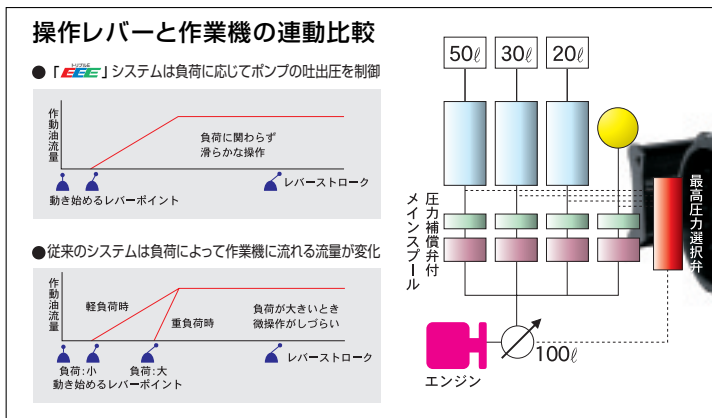 操作レバーと作業機の連動比較
●「トリプルE EEE」システムは負荷に応じてポンプの吐出圧を制御
作動油流量
負荷に関わらず
滑らかな操作
レバーストローク
動き始めるレバーポイント
●従来のシステムは負荷によって作業機に流れる流量が変化
作動油流量
軽負荷時
重負荷時
負荷が大きいとき
微操作がしづらい
負荷:小
負荷:大
レバーストローク
動き始めるレバーポイント
50ℓ
30ℓ
20ℓ
圧力補償弁付
メインスプール
最高圧力選択弁
100ℓ
エンジン